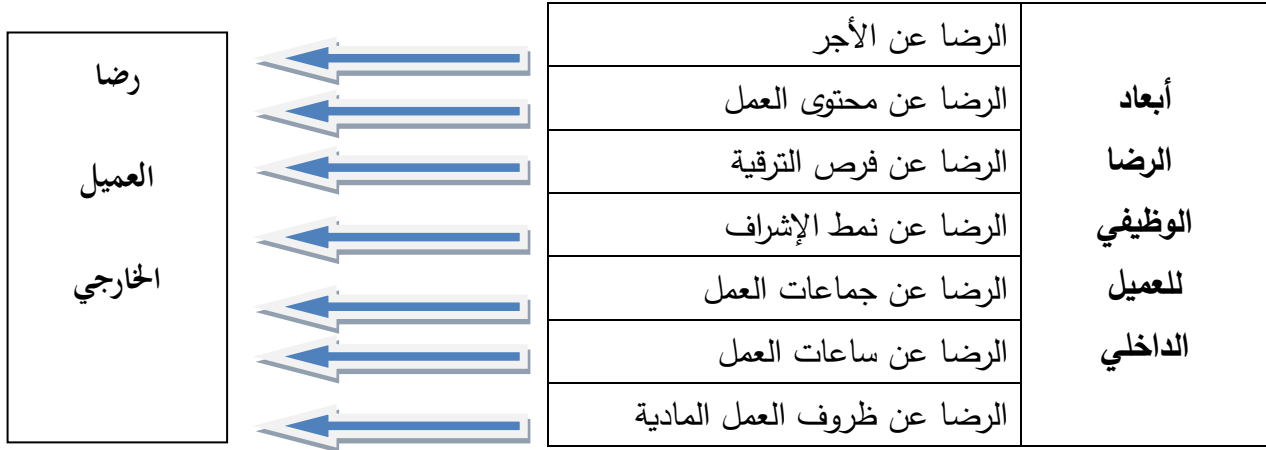 أبعاد
الرضا
الوظيفي
للعميل
الداخلي
الرضا عن الأجر
الرضا عن محتوى العمل
الرضا عن فرص الترقية
الرضا عن نمط الإشراف
الرضا عن جماعات العمل
الرضا عن ساعات العمل
الرضا عن ظروف العمل المادية
رضا
العميل
الخارجي